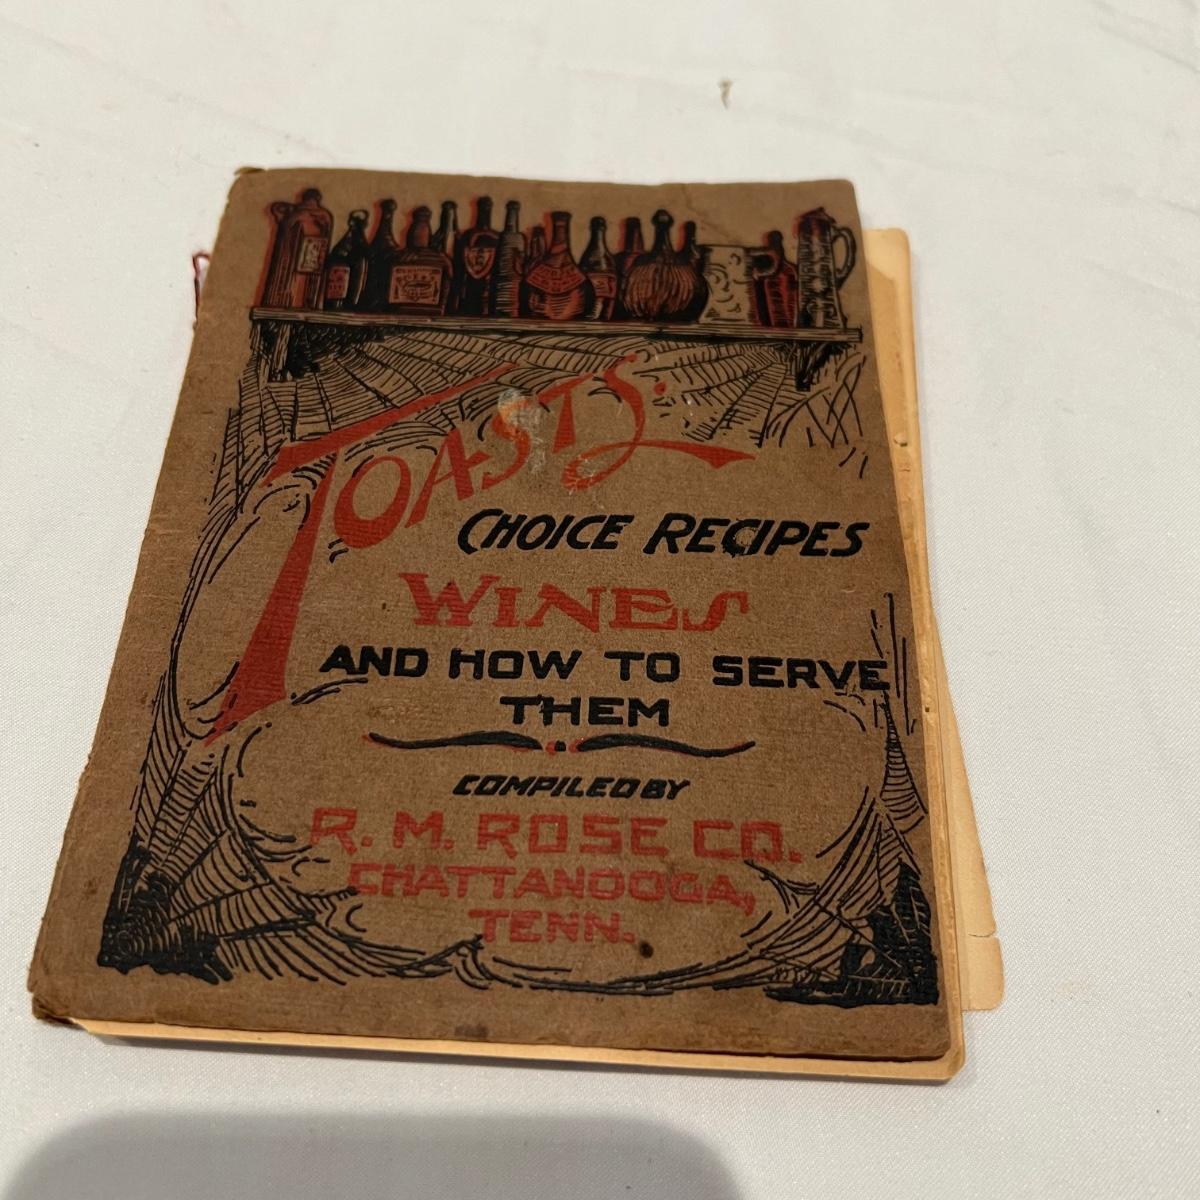 TOASTS.
CHOICE RECIPES
WINES
AND HOW TO SERVE
THEM
COMPILED BY
R. M. ROSE CO.
CHATTANOOGA,
TENN.